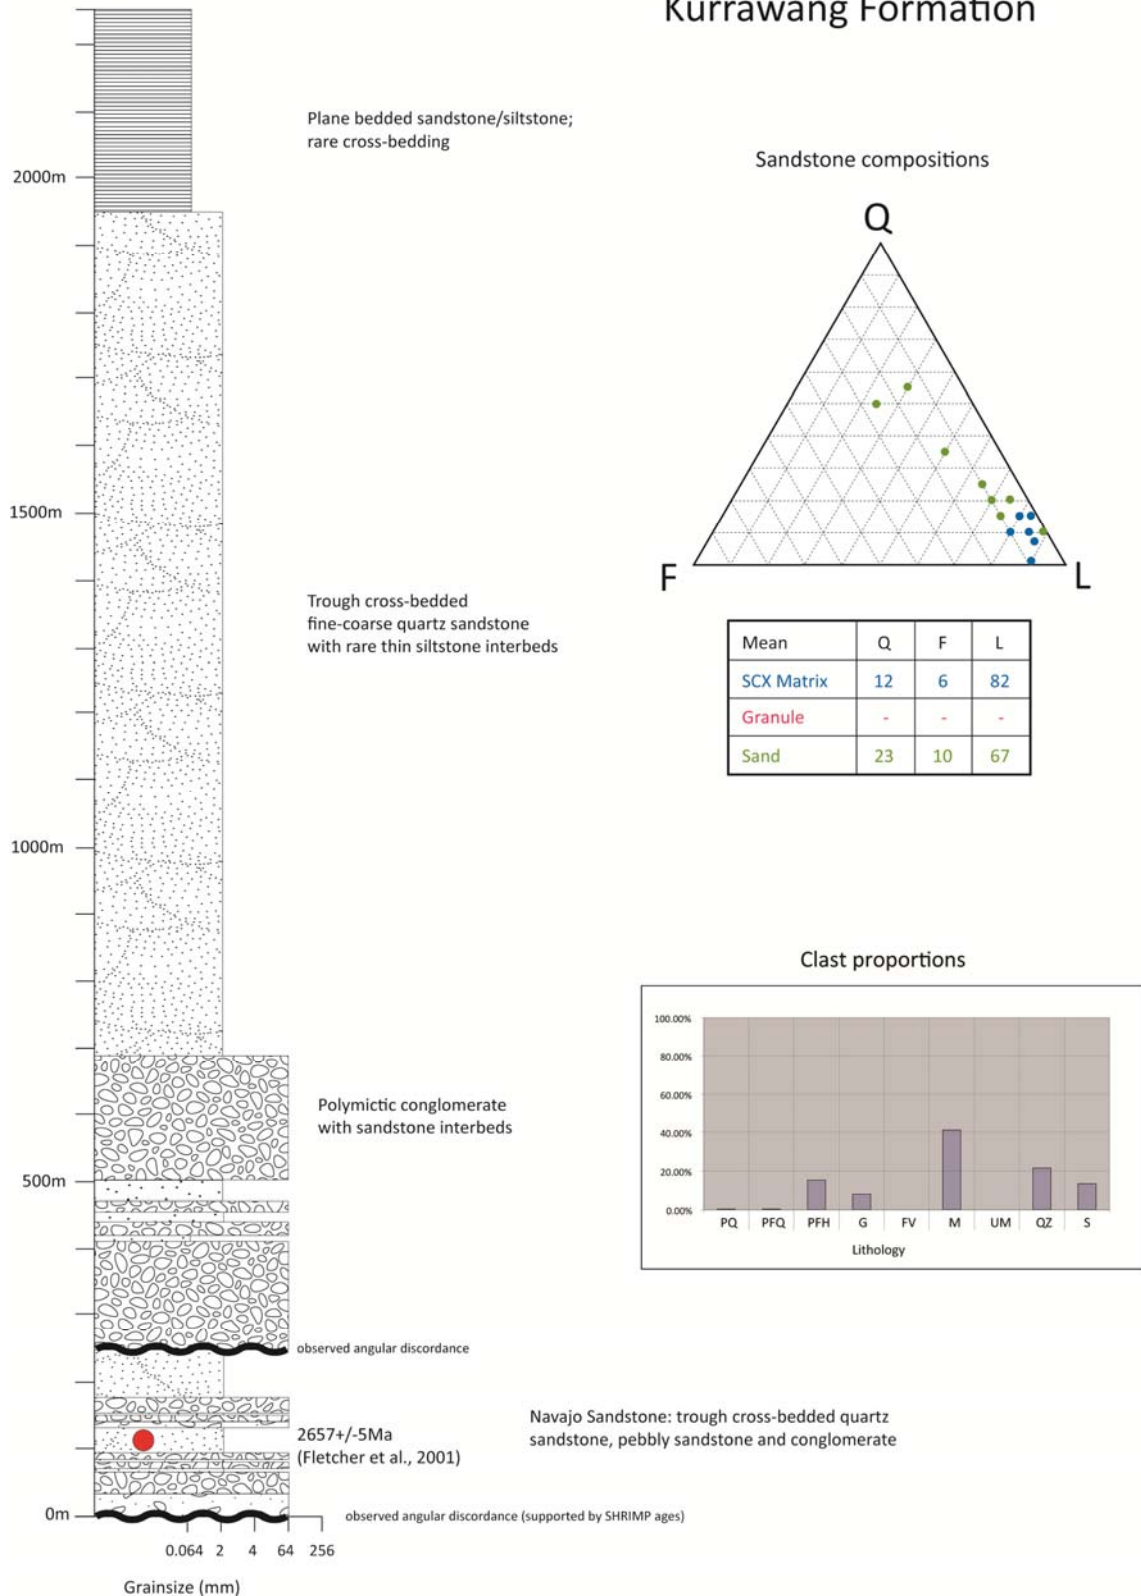 Kurrawang Formation
Plane bedded sandstone/siltstone;
rare cross-bedding
2000m
1500m
Trough cross-bedded
fine-coarse quartz sandstone
with rare thin siltstone interbeds
1000m
Polymictic conglomerate
with sandstone interbeds
500m
observed angular discordance
Navajo Sandstone: trough cross-bedded quartz
sandstone, pebbly sandstone and conglomerate
2657+/-5Ma
(Fletcher et al., 2001)
0m
observed angular discordance (supported by SHRIMP ages)
0.064 2 4 64 256
Grainsize (mm)
Sandstone compositions
Q
F
L
Mean Q F L
SCX Matrix 12 6 82
Granule - - -
Sand 23 10 67
Clast proportions
100.00%
80.00%
60.00%
40.00%
20.00%
0.00%
PQ PFQ PFH G FV M UM QZ S
Lithology